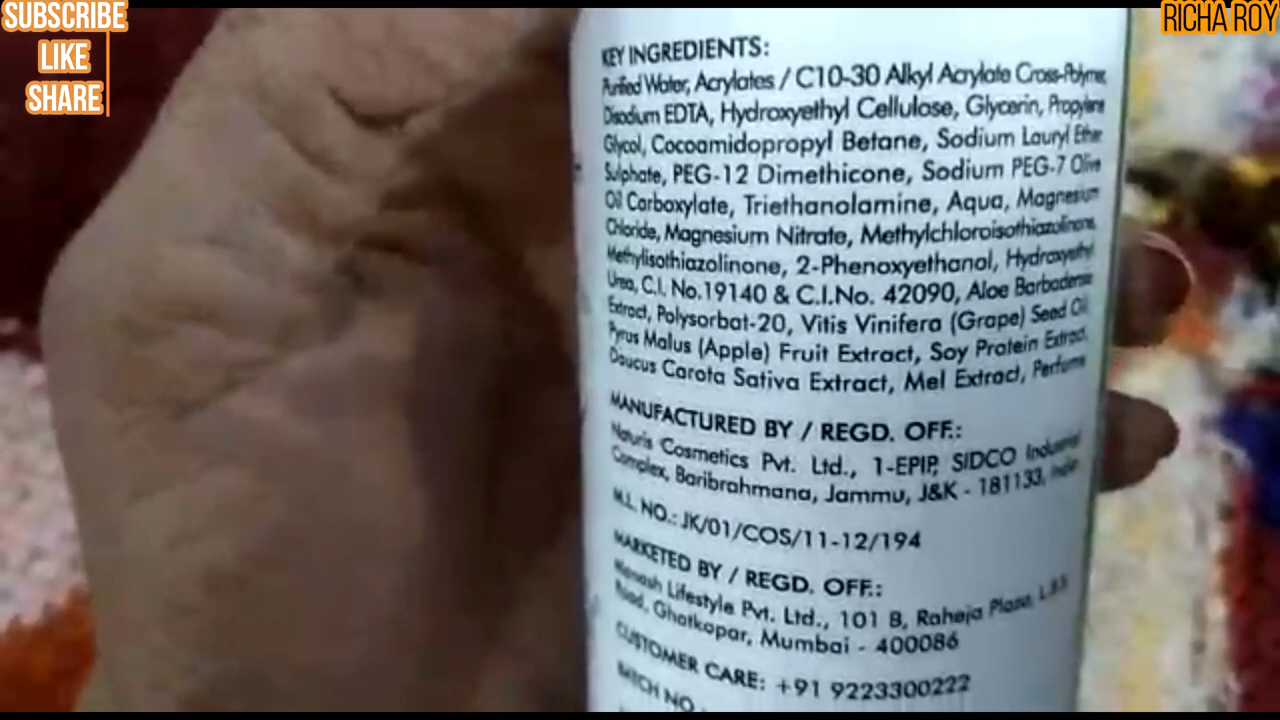 SUBSCRIBE
LIKE
SHARE
RICHA ROY
KEY INGREDIENTS:
Purified Water, Acrylates / C10-30 Alkyl Acrylate Cross-Polymer,
Disodium EDTA, Hydroxyethyl Cellulose, Glycerin, Propylene
Glycol, Cocoamidopropyl Betane, Sodium Lauryl Ether
Sulphate, PEG-12 Dimethicone, Sodium PEG-7 Olive
Oil Carboxylate, Triethanolamine, Aqua, Magnesium
Chloride, Magnesium Nitrate, Methylchloroisothiazolinone,
Methylisothiazolinone, 2-Phenoxyethanol, Hydroxyethyl
Urea, C.I. No.19140 & C.I.No. 42090, Aloe Barbadense
Extract, Polysorbat-20, Vitis Vinifera (Grape) Seed Oil,
Pyrus Malus (Apple) Fruit Extract, Soy Protein Extract,
Daucus Carota Sativa Extract, Mel Extract, Perfume
MANUFACTURED BY / REGD. OFF.:
Naturis Cosmetics Pvt. Ltd., 1-EPIP, SIDCO Industrial
Complex, Baribrahmana, Jammu, J&K - 181133, India
M.L. NO.: JK/01/COS/11-12/194
MARKETED BY / REGD. OFF.:
Manash Lifestyle Pvt. Ltd., 101 B, Raheja Plaza, L.B.S
Road, Ghatkopar, Mumbai - 400086
CUSTOMER CARE: +91 9223300222
BATCH NO.: